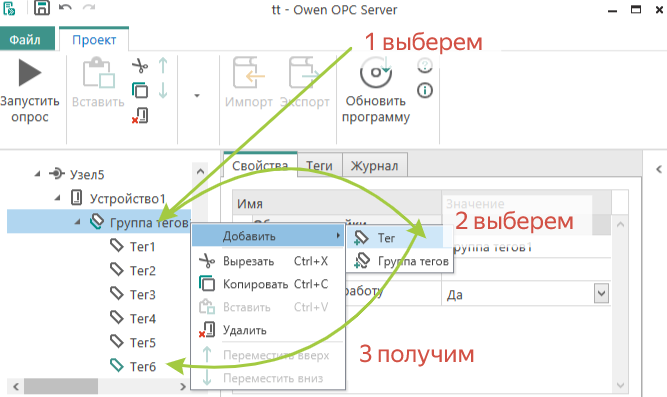 tt - Owen OPC Server
Файл
Проект
1 выберем
Запустить опрос
Вставить
Импорт
Экспорт
Обновить программу
Узел5
Устройство1
Группа тегов
Тег1
Тег2
Тег3
Тег4
Тег5
Тег6
Свойства
Теги
Журнал
Имя
Значение
2 выберем
Добавить
Вырезать Ctrl+X
Копировать Ctrl+C
Вставить Ctrl+V
Удалить
Переместить вверх
Переместить вниз
Тег
Группа тегов
группа тегов1
работу
Да
3 получим